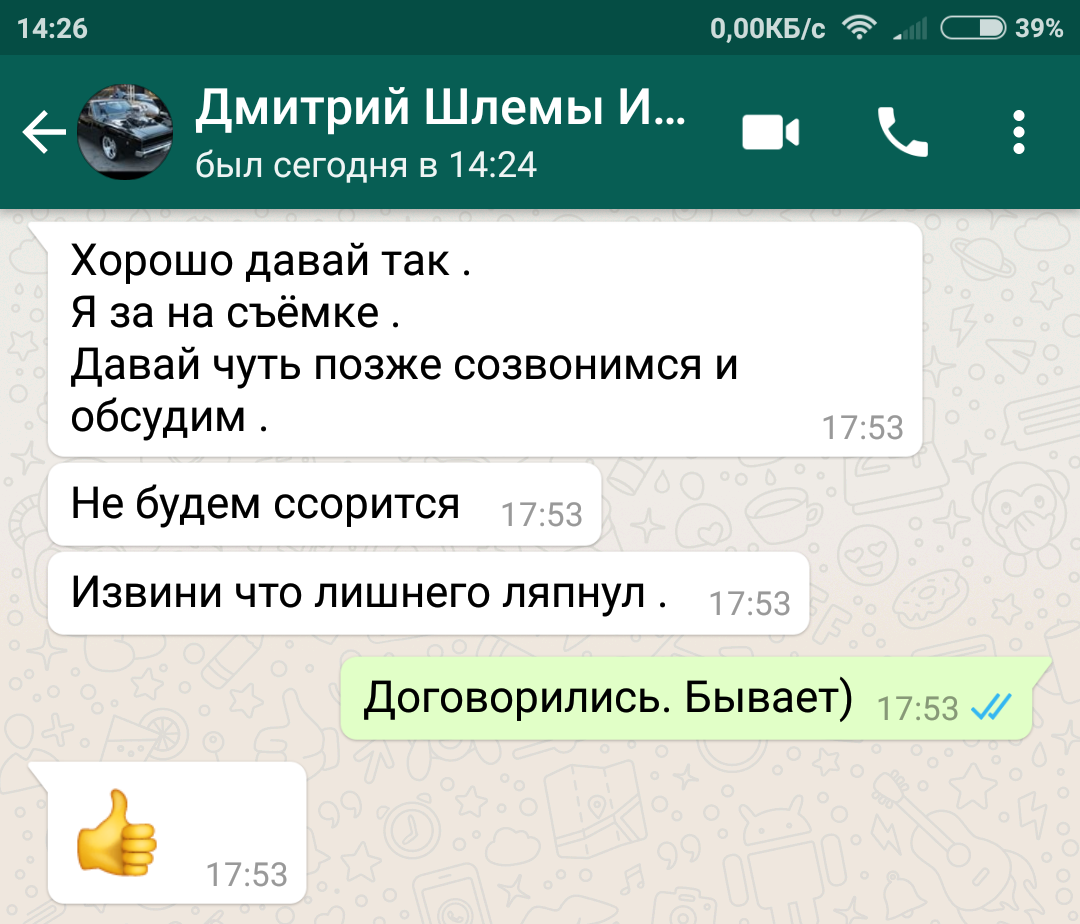 14:26 0,00КБ/с 39%
Дмитрий Шлемы И...
был сегодня в 14:24
Хорошо давай так .
Я за на съёмке .
Давай чуть позже созвонимся и
обсудим .
17:53
Не будем ссорится 17:53
Извини что лишнего ляпнул . 17:53
Договорились. Бывает) 17:53
👍
17:53